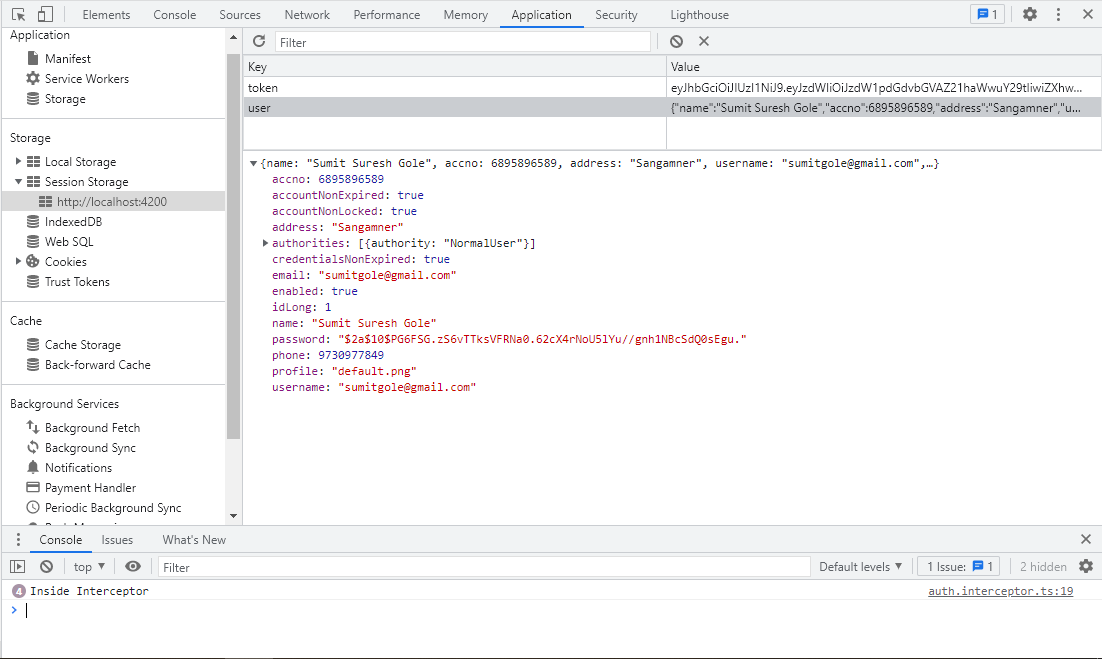 Elements Console Sources Network Performance Memory Application Security Lighthouse 1
Application
Manifest
Service Workers
Storage
Storage
Local Storage
Session Storage
http://localhost:4200
IndexedDB
Web SQL
Cookies
Trust Tokens
Cache
Cache Storage
Back-forward Cache
Background Services
Background Fetch
Background Sync
Notifications
Payment Handler
Periodic Background Sync
Filter
Key Value
token eyJhbGciOiJIUzI1NiJ9.eyJzdWIiOiJzdW1pdGdvbGVAZ21haWwuY29tIiwiZXhw...
user {"name":"Sumit Suresh Gole","accno":6895896589,"address":"Sangamner","u...
{name: "Sumit Suresh Gole", accno: 6895896589, address: "Sangamner", username: "sumitgole@gmail.com",…}
accno: 6895896589
accountNonExpired: true
accountNonLocked: true
address: "Sangamner"
authorities: [{authority: "NormalUser"}]
credentialsNonExpired: true
email: "sumitgole@gmail.com"
enabled: true
idLong: 1
name: "Sumit Suresh Gole"
password: "$2a$10$PG6FSG.zS6vTTksVFRNa0.62cX4rNoU5lYu//gnh1NBcSdQ0sEgu."
phone: 9730977849
profile: "default.png"
username: "sumitgole@gmail.com"
Console Issues What's New
top Filter Default levels 1 Issue: 1 2 hidden
4 Inside Interceptor auth.interceptor.ts:19